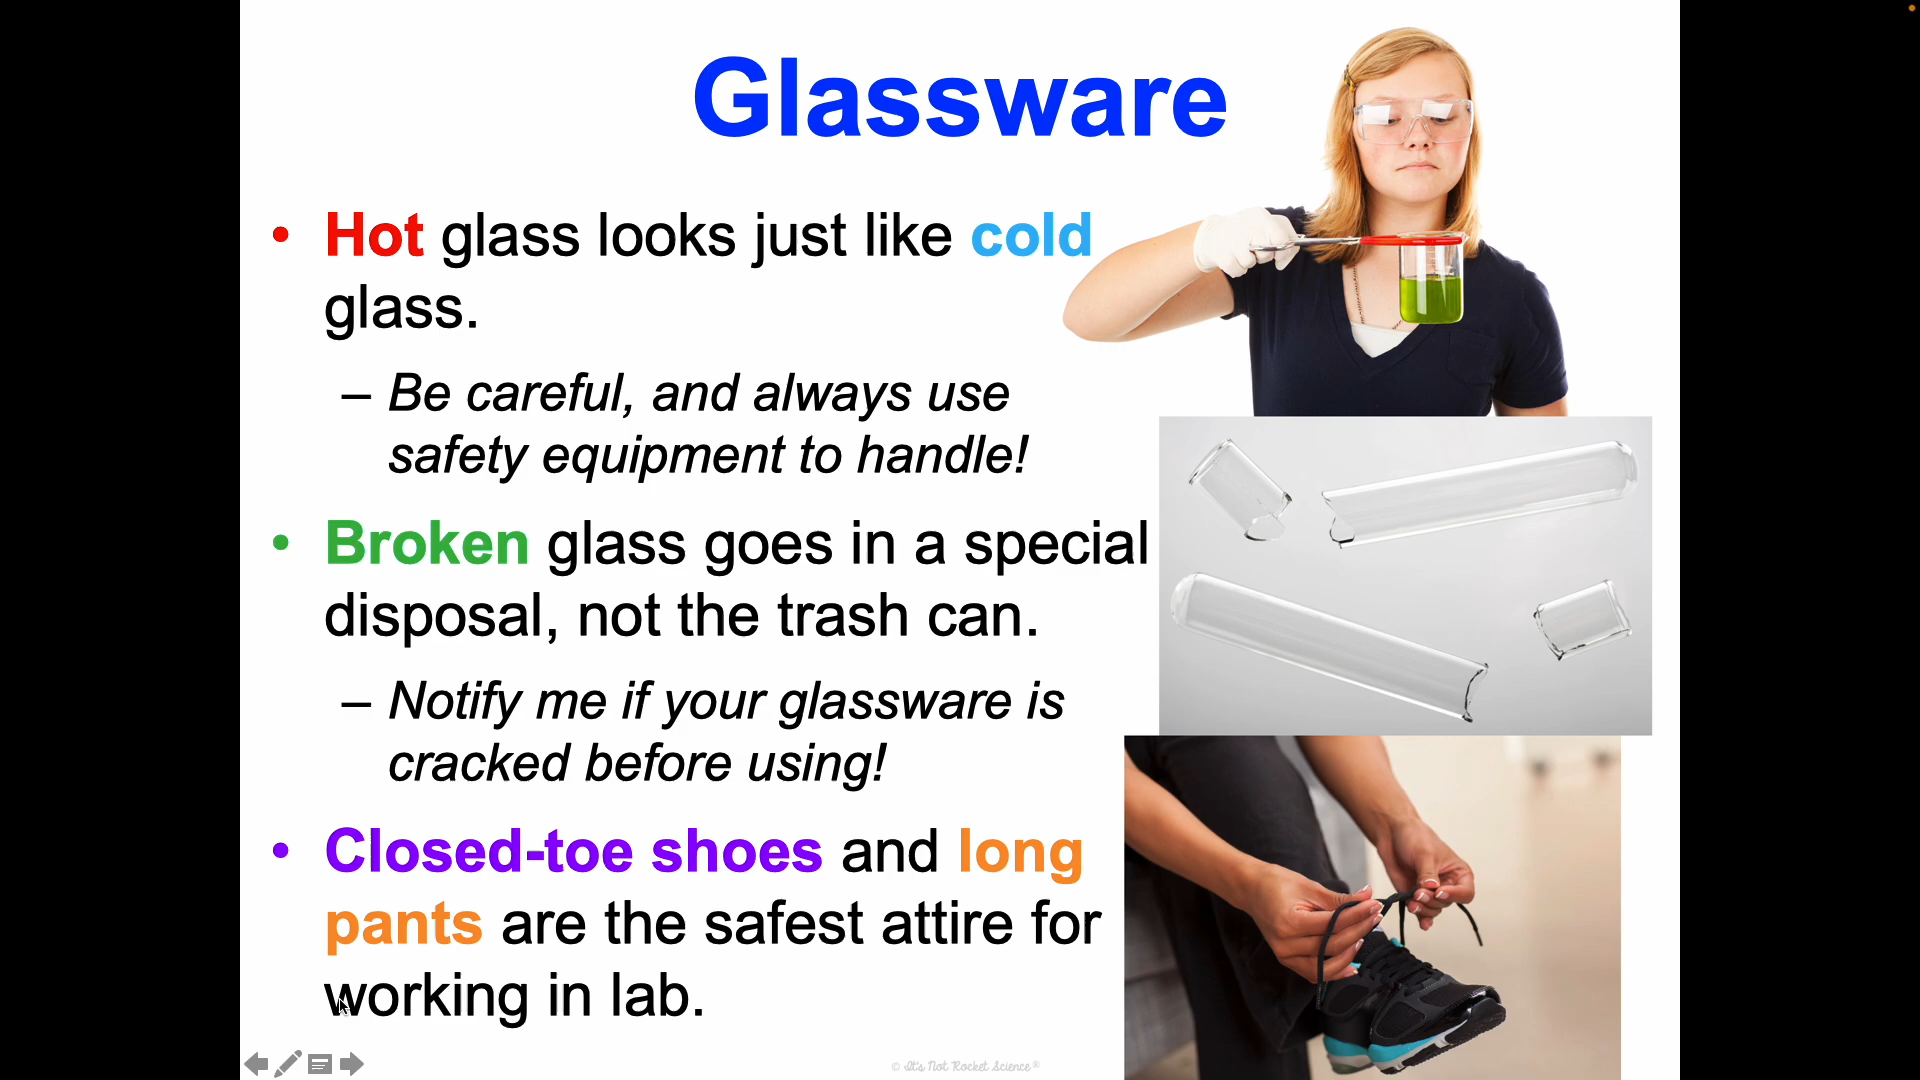 Glassware
• Hot glass looks just like cold
glass.
– Be careful, and always use
safety equipment to handle!
• Broken glass goes in a special
disposal, not the trash can.
– Notify me if your glassware is
cracked before using!
• Closed-toe shoes and long
pants are the safest attire for
working in lab.
© It's Not Rocket Science®